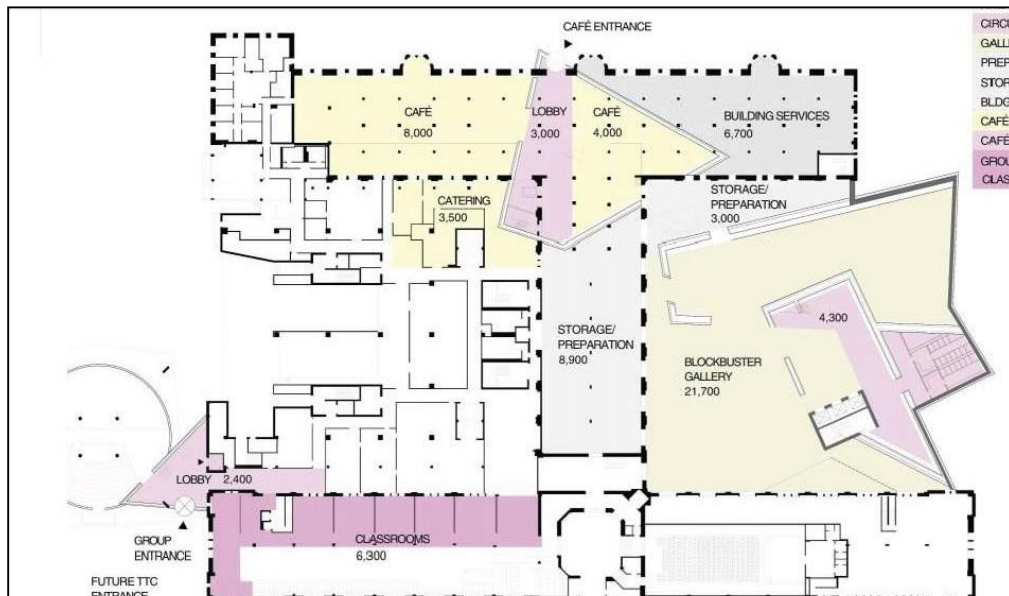 CAFÉ ENTRANCE
CAFÉ
8,000
LOBBY
3,000
CAFÉ
4,000
BUILDING SERVICES
6,700
CATERING
3,500
STORAGE/
PREPARATION
3,000
STORAGE/
PREPARATION
8,900
4,300
BLOCKBUSTER
GALLERY
21,700
LOBBY 2,400
GROUP
ENTRANCE
CLASSROOMS
6,300
FUTURE TTC
ENTRANCE
CIRCU
GALL
PREP
STOR
BLDG
CAFÉ
CAFÉ
GROU
CLAS